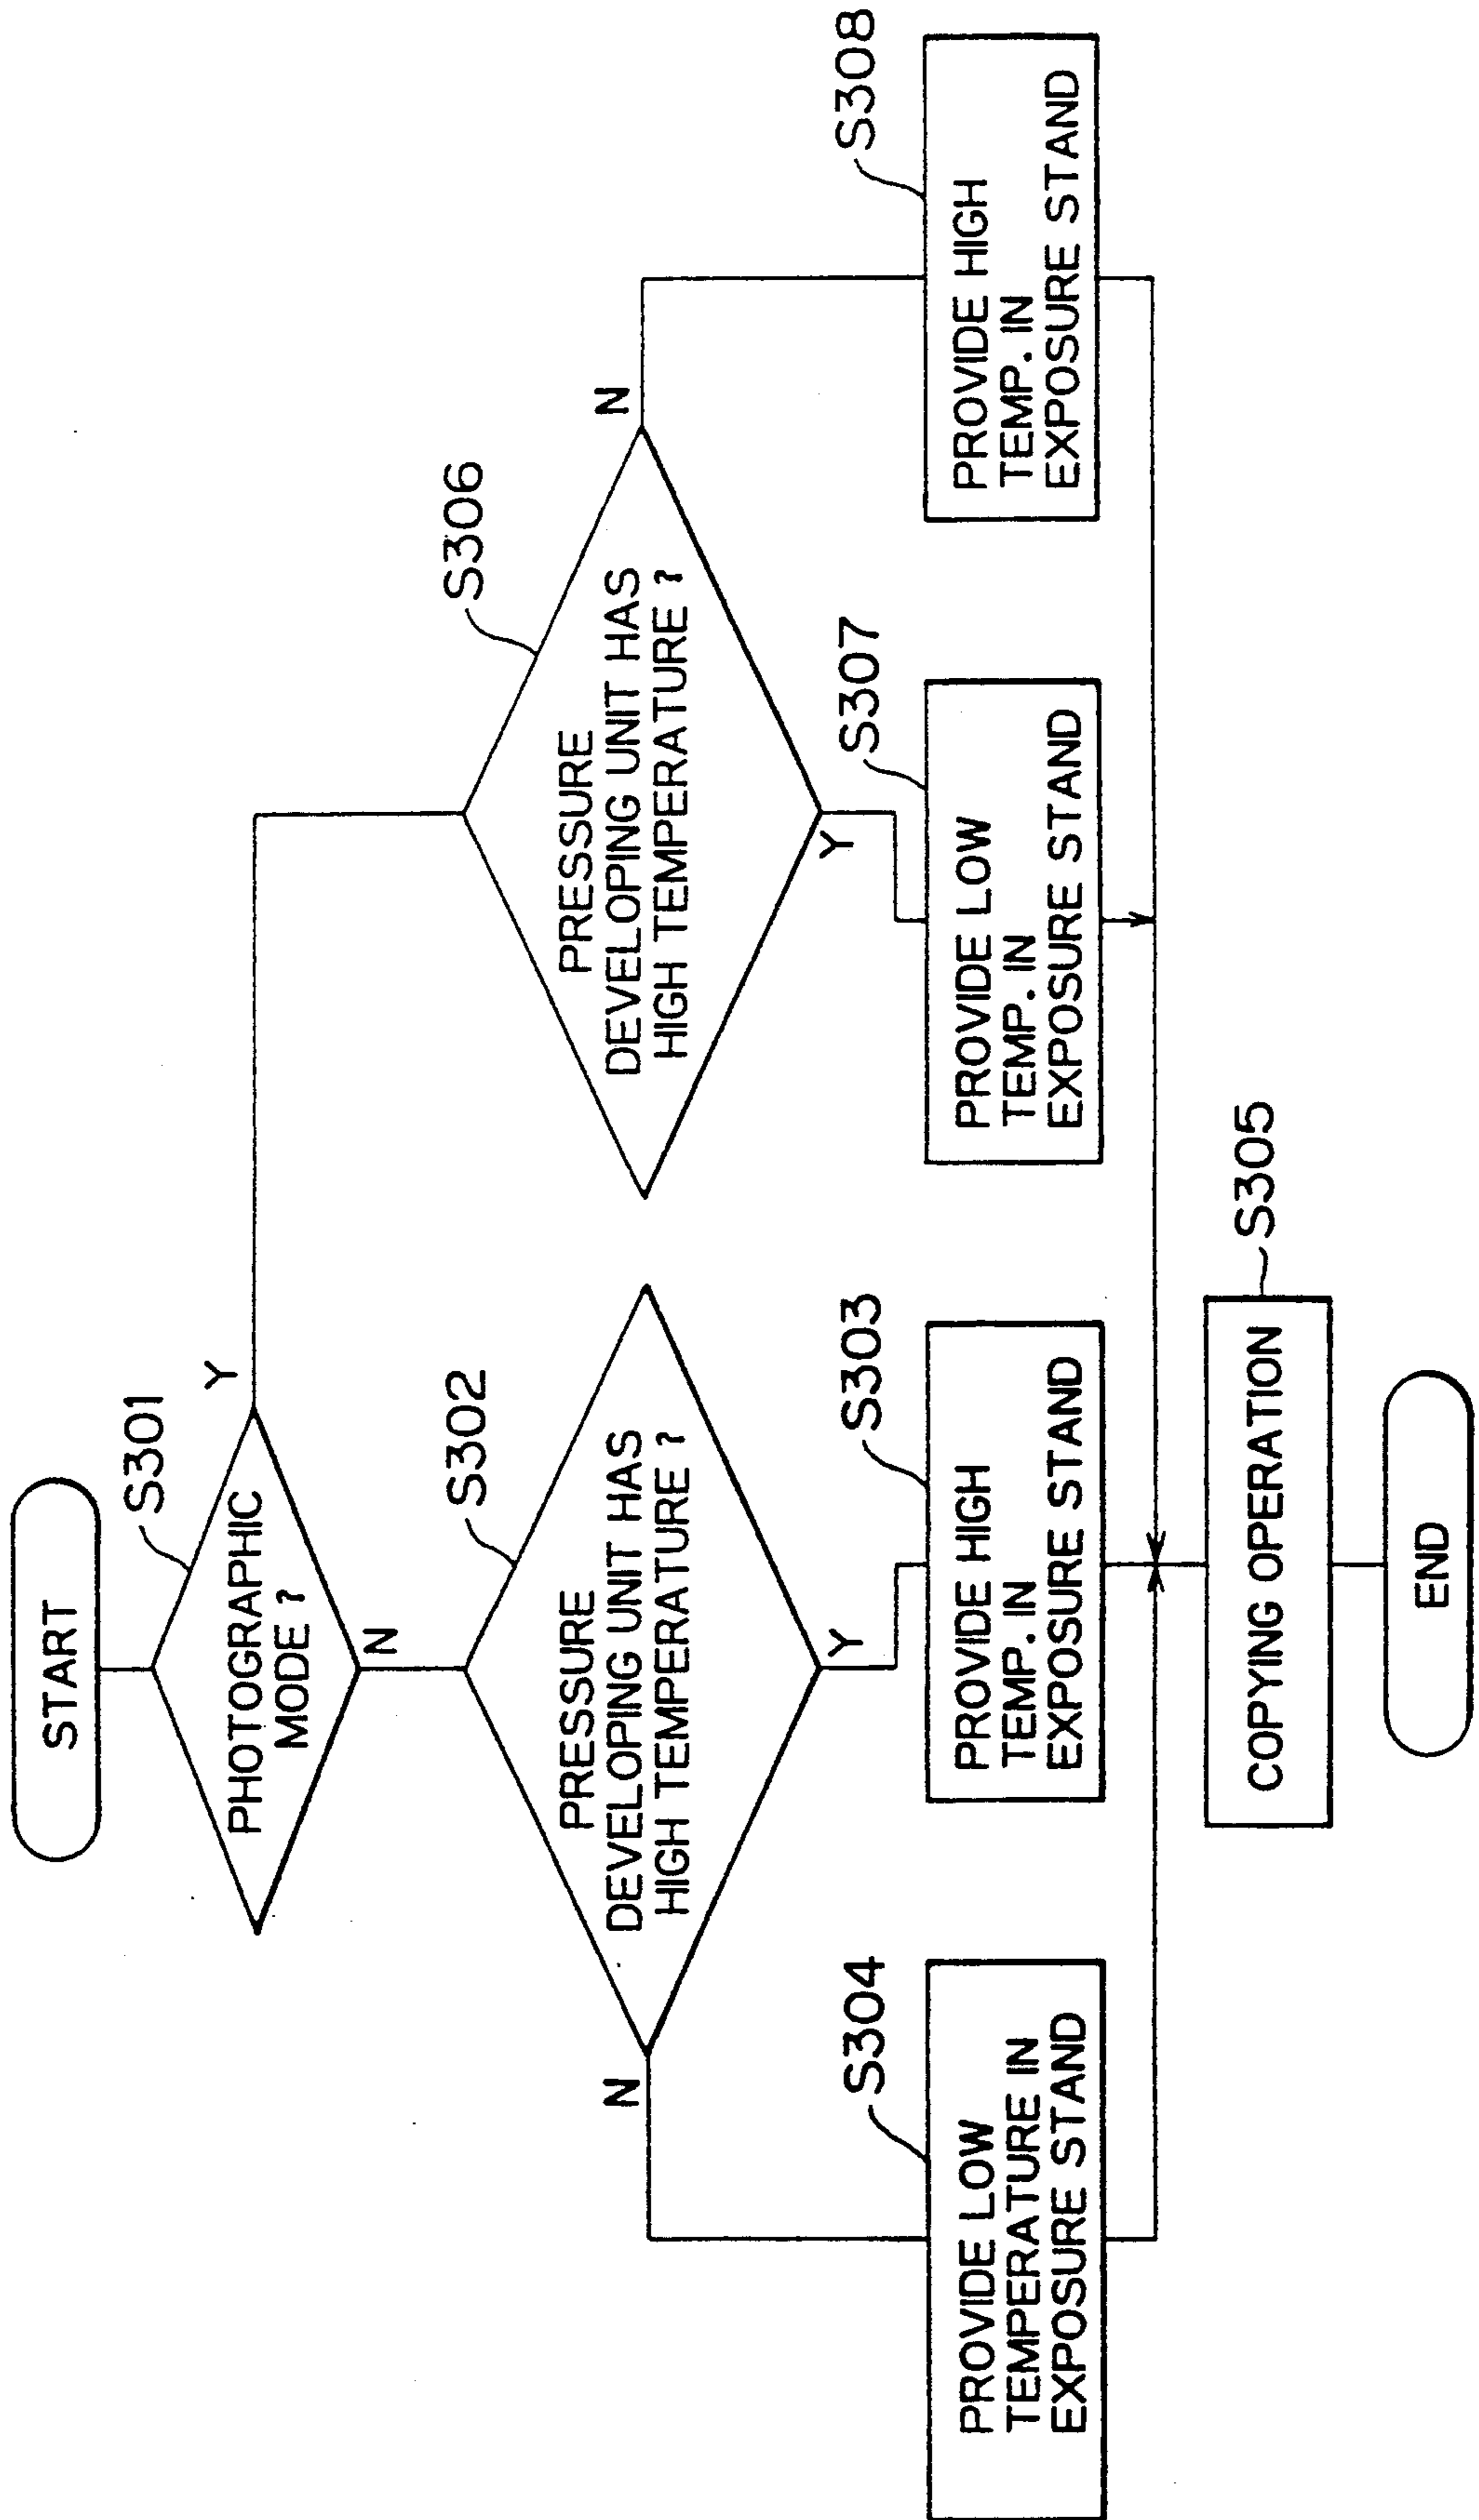 START
S301
PHOTOGRAPHIC
MODE ?
Y
N
S302
PRESSURE
DEVELOPING UNIT HAS
HIGH TEMPERATURE ?
N
Y
S306
PRESSURE
DEVELOPING UNIT HAS
HIGH TEMPERATURE ?
Y
N
S304
PROVIDE LOW
TEMPERATURE IN
EXPOSURE STAND
S303
PROVIDE HIGH
TEMP. IN
EXPOSURE STAND
S307
PROVIDE LOW
TEMP. IN
EXPOSURE STAND
S308
PROVIDE HIGH
TEMP. IN
EXPOSURE STAND
S305
COPYING OPERATION
END